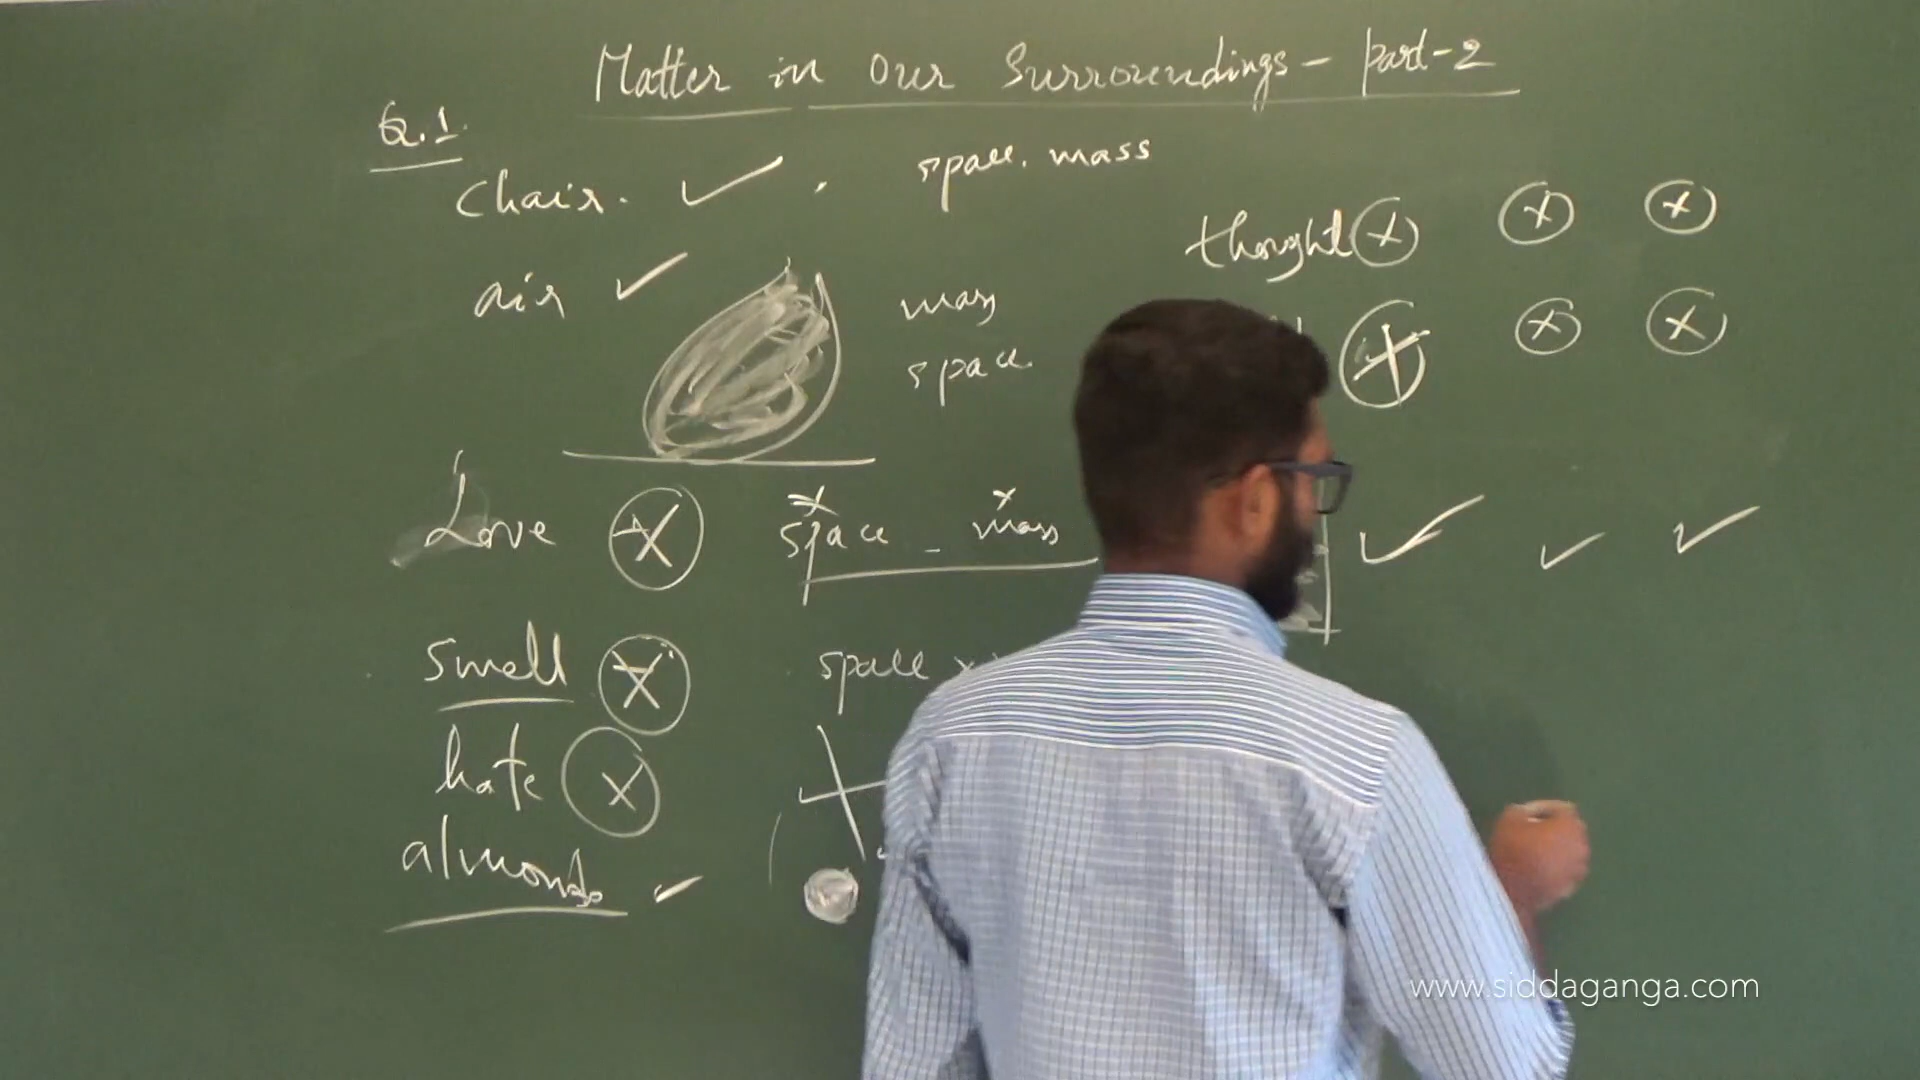 Matter in Our Surroundings - Part-2
Q.1.
Chair. ✓ . space. mass
air ✓ mass
space
Love X space - mass
x x
smell X space x
hate X
almonds ✓
thought X X X
X X X
✓ ✓ ✓
www.siddaganga.com